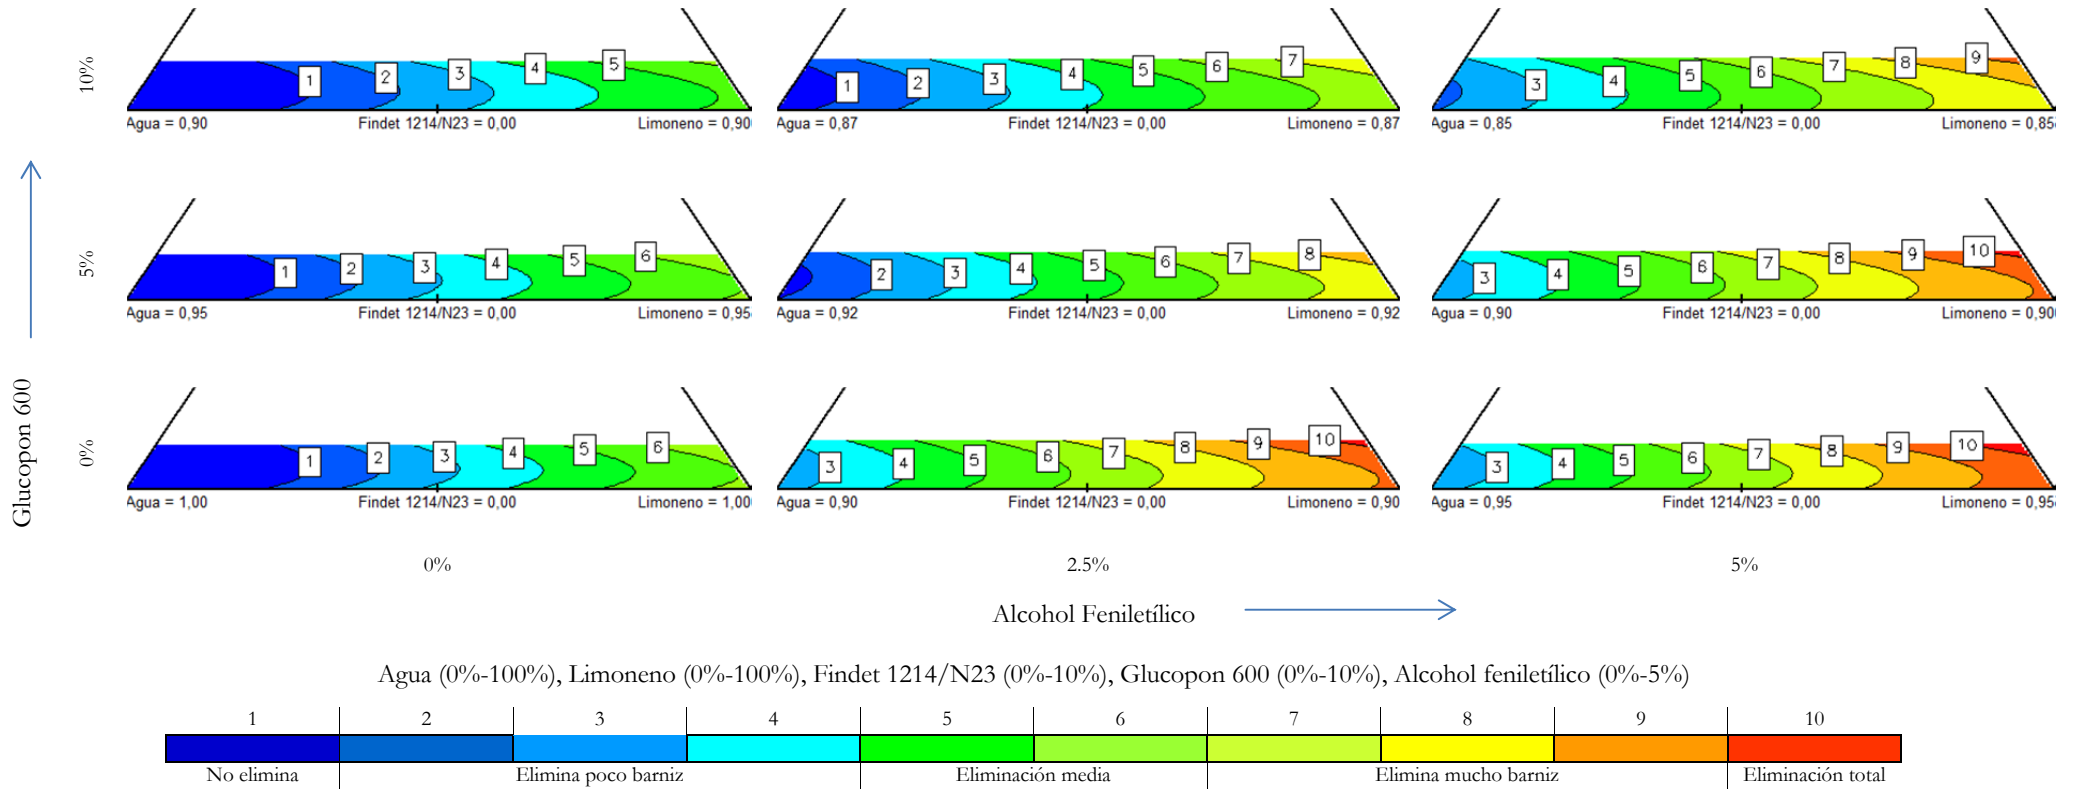 10%
1 2 3 4 5
Agua = 0,90 Findet 1214/N23 = 0,00 Limoneno = 0,90
1 2 3 4 5 6 7
Agua = 0,87 Findet 1214/N23 = 0,00 Limoneno = 0,87
3 4 5 6 7 8 9
Agua = 0,85 Findet 1214/N23 = 0,00 Limoneno = 0,85
5%
1 2 3 4 5 6
Agua = 0,95 Findet 1214/N23 = 0,00 Limoneno = 0,95
2 3 4 5 6 7 8
Agua = 0,92 Findet 1214/N23 = 0,00 Limoneno = 0,92
3 4 5 6 7 8 9 10
Agua = 0,90 Findet 1214/N23 = 0,00 Limoneno = 0,90
0%
1 2 3 4 5 6
Agua = 1,00 Findet 1214/N23 = 0,00 Limoneno = 1,00
3 4 5 6 7 8 9 10
Agua = 0,90 Findet 1214/N23 = 0,00 Limoneno = 0,90
3 4 5 6 7 8 9 10
Agua = 0,95 Findet 1214/N23 = 0,00 Limoneno = 0,95
Glucopon 600
0% 2.5% 5%
Alcohol Feniletílico
Agua (0%-100%), Limoneno (0%-100%), Findet 1214/N23 (0%-10%), Glucopon 600 (0%-10%), Alcohol feniletílico (0%-5%)
1 2 3 4 5 6 7 8 9 10
No elimina Elimina poco barniz Eliminación media Elimina mucho barniz Eliminación total